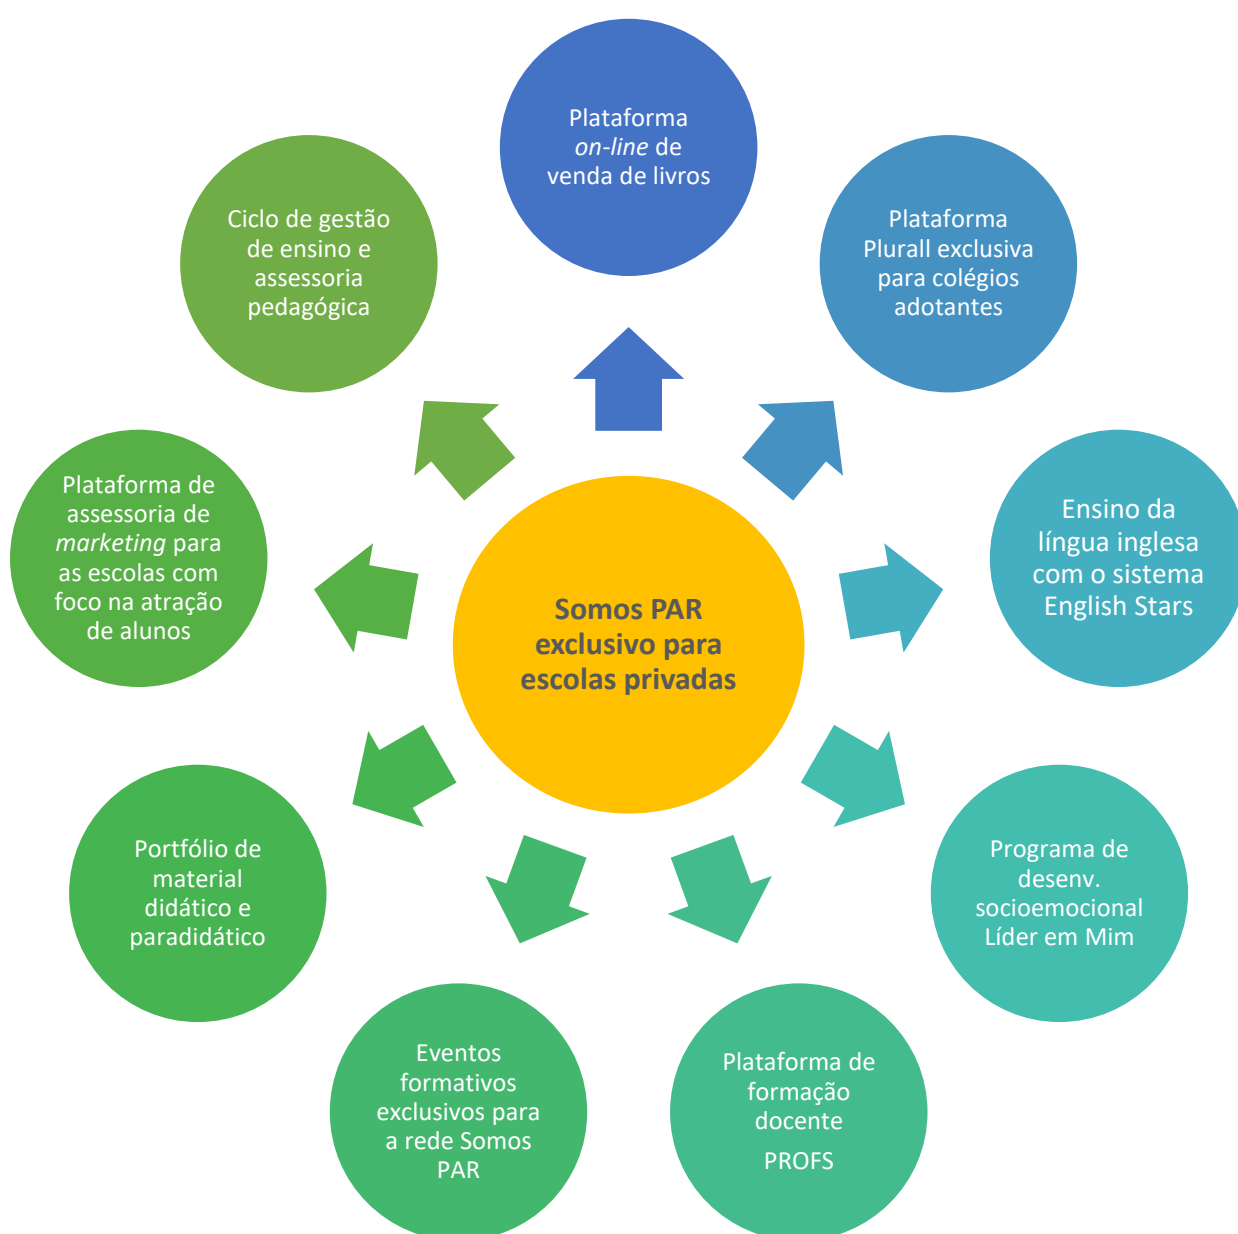 Plataforma
on-line de
venda de livros
Plataforma
Plurall exclusiva
para colégios
adotantes
Ensino da
língua inglesa
com o sistema
English Stars
Programa de
desenv.
socioemocional
Líder em Mim
Plataforma de
formação
docente
PROFS
Eventos
formativos
exclusivos para
a rede Somos
PAR
Portfólio de
material
didático e
paradidático
Plataforma de
assessoria de
marketing para
as escolas com
foco na atração
de alunos
Ciclo de gestão
de ensino e
assessoria
pedagógica
Somos PAR
exclusivo para
escolas privadas